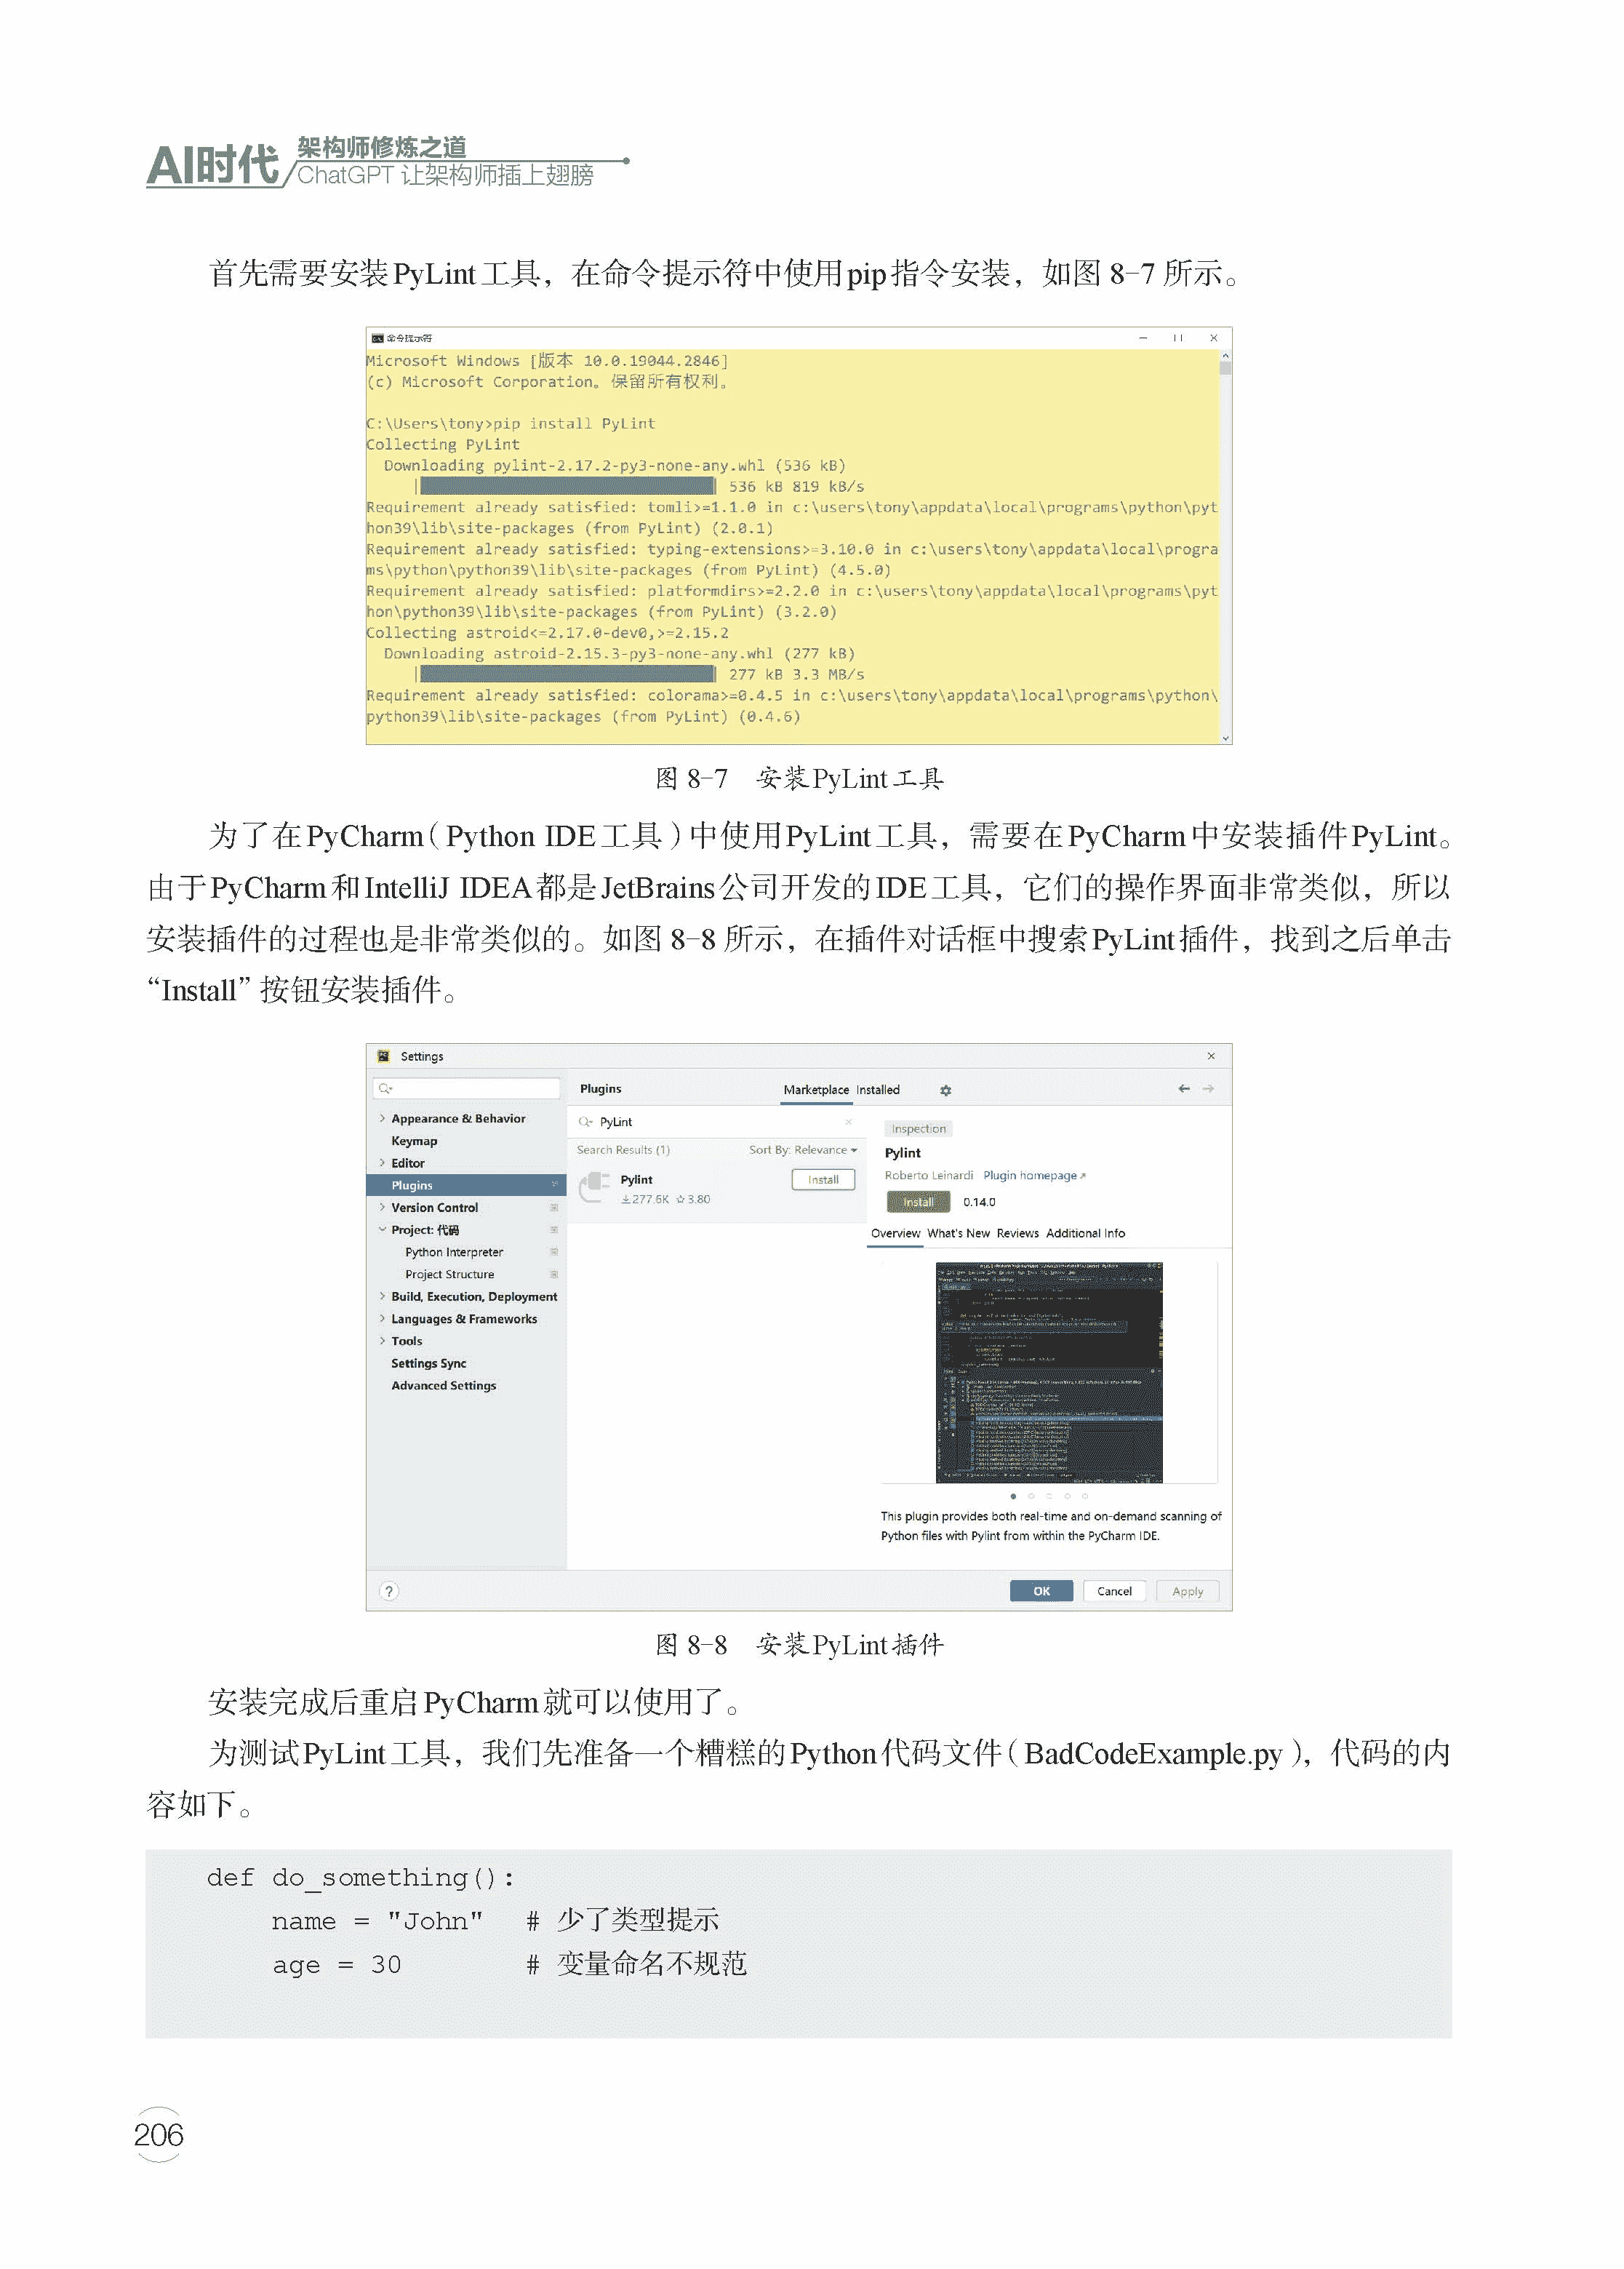 AI时代 架构师修炼之道
ChatGPT 让架构师插上翅膀
首先需要安装PyLint工具，在命令提示符中使用pip指令安装，如图 8-7 所示。
命令提示符
Microsoft Windows [版本 10.0.19044.2846]
(c) Microsoft Corporation。保留所有权利。
C:\Users\tony>pip install PyLint
Collecting PyLint
Downloading pylint-2.17.2-py3-none-any.whl (536 kB)
536 kB 819 kB/s
Requirement already satisfied: tomli>=1.1.0 in c:\users\tony\appdata\local\programs\python\pyt
hon39\lib\site-packages (from PyLint) (2.0.1)
Requirement already satisfied: typing-extensions>=3.10.0 in c:\users\tony\appdata\local\progra
ms\python\python39\lib\site-packages (from PyLint) (4.5.0)
Requirement already satisfied: platformdirs>=2.2.0 in c:\users\tony\appdata\local\programs\pyt
hon\python39\lib\site-packages (from PyLint) (3.2.0)
Collecting astroid<=2.17.0-dev0,>=2.15.2
Downloading astroid-2.15.3-py3-none-any.whl (277 kB)
277 kB 3.3 MB/s
Requirement already satisfied: colorama>=0.4.5 in c:\users\tony\appdata\local\programs\python\
python39\lib\site-packages (from PyLint) (0.4.6)
图 8-7 安装PyLint工具
为了在PyCharm（Python IDE工具）中使用PyLint工具，需要在PyCharm中安装插件PyLint。
由于PyCharm和IntelliJ IDEA都是JetBrains公司开发的IDE工具，它们的操作界面非常类似，所以
安装插件的过程也是非常类似的。如图 8-8 所示，在插件对话框中搜索PyLint插件，找到之后单击
“Install”按钮安装插件。
Settings
Plugins Marketplace Installed
Appearance & Behavior
Keymap
Editor
Plugins
Version Control
Project: 代码
Python Interpreter
Project Structure
Build, Execution, Deployment
Languages & Frameworks
Tools
Settings Sync
Advanced Settings
PyLint
Search Results (1) Sort By: Relevance
Pylint Install
277.6K 3.80
Inspection
Pylint
Roberto Leinardi Plugin homepage
Install 0.14.0
Overview What's New Reviews Additional Info
This plugin provides both real-time and on-demand scanning of
Python files with Pylint from within the PyCharm IDE.
? OK Cancel Apply
图 8-8 安装PyLint插件
安装完成后重启PyCharm就可以使用了。
为测试PyLint工具，我们先准备一个糟糕的Python代码文件（BadCodeExample.py），代码的内
容如下。
def do_something():
name = "John" # 少了类型提示
age = 30 # 变量命名不规范
206